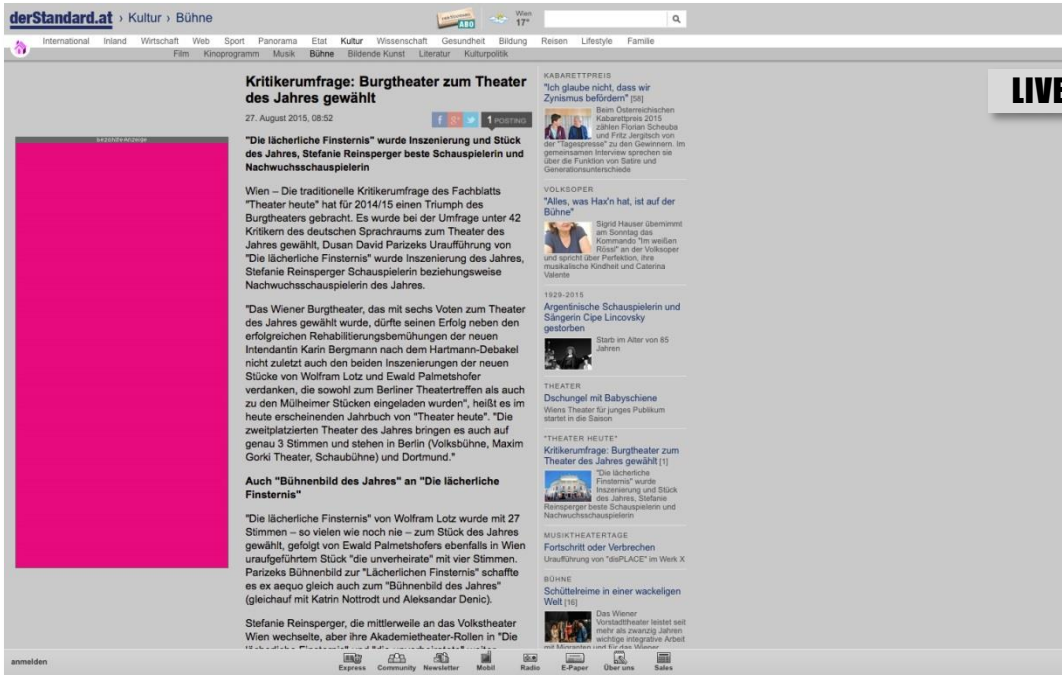 derStandard.at › Kultur › Bühne
ABO
Wien
17°
International Inland Wirtschaft Web Sport Panorama Etat Kultur Wissenschaft Gesundheit Bildung Reisen Lifestyle Familie
Film Kinoprogramm Musik Bühne Bildende Kunst Literatur Kulturpolitik
LIVE
bezahlte Anzeige
Kritikerumfrage: Burgtheater zum Theater
des Jahres gewählt
27. August 2015, 08:52
1 POSTING
"Die lächerliche Finsternis" wurde Inszenierung und Stück
des Jahres, Stefanie Reinsperger beste Schauspielerin und
Nachwuchsschauspielerin
Wien – Die traditionelle Kritikerumfrage des Fachblatts
"Theater heute" hat für 2014/15 einen Triumph des
Burgtheaters gebracht. Es wurde bei der Umfrage unter 42
Kritikern des deutschen Sprachraums zum Theater des
Jahres gewählt, Dusan David Parizeks Uraufführung von
"Die lächerliche Finsternis" wurde Inszenierung des Jahres,
Stefanie Reinsperger Schauspielerin beziehungsweise
Nachwuchsschauspielerin des Jahres.
"Das Wiener Burgtheater, das mit sechs Voten zum Theater
des Jahres gewählt wurde, dürfte seinen Erfolg neben den
erfolgreichen Rehabilitierungsbemühungen der neuen
Intendantin Karin Bergmann nach dem Hartmann-Debakel
nicht zuletzt auch den beiden Inszenierungen der neuen
Stücke von Wolfram Lotz und Ewald Palmetshofer
verdanken, die sowohl zum Berliner Theatertreffen als auch
zu den Mülheimer Stücken eingeladen wurden", heißt es im
heute erscheinenden Jahrbuch von "Theater heute". "Die
zweitplatzierten Theater des Jahres bringen es auch auf
genau 3 Stimmen und stehen in Berlin (Volksbühne, Maxim
Gorki Theater, Schaubühne) und Dortmund."
Auch "Bühnenbild des Jahres" an "Die lächerliche
Finsternis"
"Die lächerliche Finsternis" von Wolfram Lotz wurde mit 27
Stimmen – so vielen wie noch nie – zum Stück des Jahres
gewählt, gefolgt von Ewald Palmetshofers ebenfalls in Wien
uraufgeführtem Stück "die unverheirate" mit vier Stimmen.
Parizeks Bühnenbild zur "Lächerlichen Finsternis" schaffte
es ex aequo gleich auch zum "Bühnenbild des Jahres"
(gleichauf mit Katrin Nottrodt und Aleksandar Denic).
Stefanie Reinsperger, die mittlerweile an das Volkstheater
Wien wechselte, aber ihre Akademietheater-Rollen in "Die
KABARETTPREIS
"Ich glaube nicht, dass wir
Zynismus befördern" [58]
Beim Österreichischen
Kabarettpreis 2015
zählen Florian Scheuba
und Fritz Jergitsch von
der "Tagespresse" zu den Gewinnern. Im
gemeinsamen Interview sprechen sie
über die Funktion von Satire und
Generationsunterschiede
VOLKSOPER
"Alles, was Hax'n hat, ist auf der
Bühne"
Sigrid Hauser übernimmt
am Sonntag das
Kommando "Im weißen
Rössl" an der Volksoper
und spricht über Perfektion, ihre
musikalische Kindheit und Caterina
Valente
1929-2015
Argentinische Schauspielerin und
Sängerin Cipe Lincovsky
gestorben
Starb im Alter von 85
Jahren
THEATER
Dschungel mit Babyschiene
Wiens Theater für junges Publikum
startet in die Saison
"THEATER HEUTE"
Kritikerumfrage: Burgtheater zum
Theater des Jahres gewählt [1]
"Die lächerliche
Finsternis" wurde
Inszenierung und Stück
des Jahres, Stefanie
Reinsperger beste Schauspielerin und
Nachwuchsschauspielerin
MUSIKTHEATERTAGE
Fortschritt oder Verbrechen
Uraufführung von "disPLACE" im Werk X
BÜHNE
Schüttelreime in einer wackeligen
Welt [16]
Das Wiener
Vorstadttheater leistet seit
mehr als zwanzig Jahren
wichtige integrative Arbeit
mit Migranten und für das Wiener
anmelden
Express Community Newsletter Mobil Radio E-Paper Über uns Sales